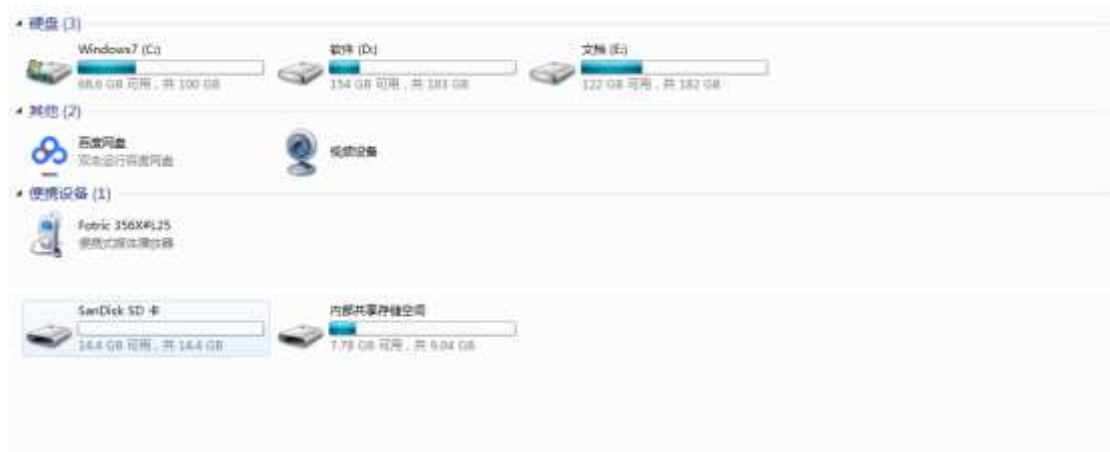 硬盘 (3)
Windows7 (C:)
软件 (D:)
文档 (E:)
68.6 GB 可用，共 100 GB
154 GB 可用，共 183 GB
122 GB 可用，共 182 GB
其他 (2)
百度网盘
双击运行百度网盘
视频设备
便携设备 (1)
Fotric 356X#L25
便携式媒体播放器
SanDisk SD 卡
内部共享存储空间
14.4 GB 可用，共 14.4 GB
7.78 GB 可用，共 9.04 GB